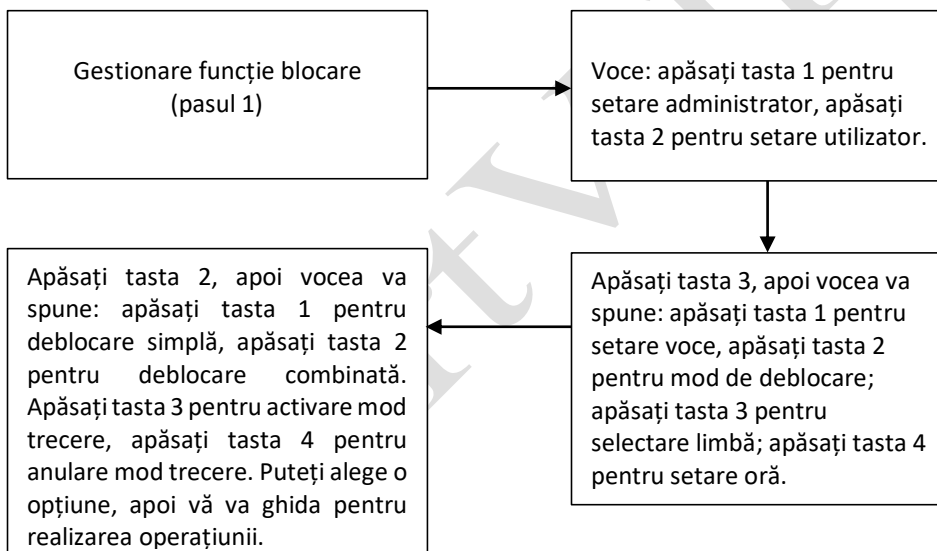 Gestionare funcție blocare
(pasul 1)
Voce: apăsați tasta 1 pentru
setare administrator, apăsați
tasta 2 pentru setare utilizator.
Apăsați tasta 3, apoi vocea va
spune: apăsați tasta 1 pentru
setare voce, apăsați tasta 2
pentru mod de deblocare;
apăsați tasta 3 pentru
selectare limbă; apăsați tasta 4
pentru setare oră.
Apăsați tasta 2, apoi vocea va
spune: apăsați tasta 1 pentru
deblocare simplă, apăsați tasta 2
pentru deblocare combinată.
Apăsați tasta 3 pentru activare mod
trecere, apăsați tasta 4 pentru
anulare mod trecere. Puteți alege o
opțiune, apoi vă va ghida pentru
realizarea operațiunii.